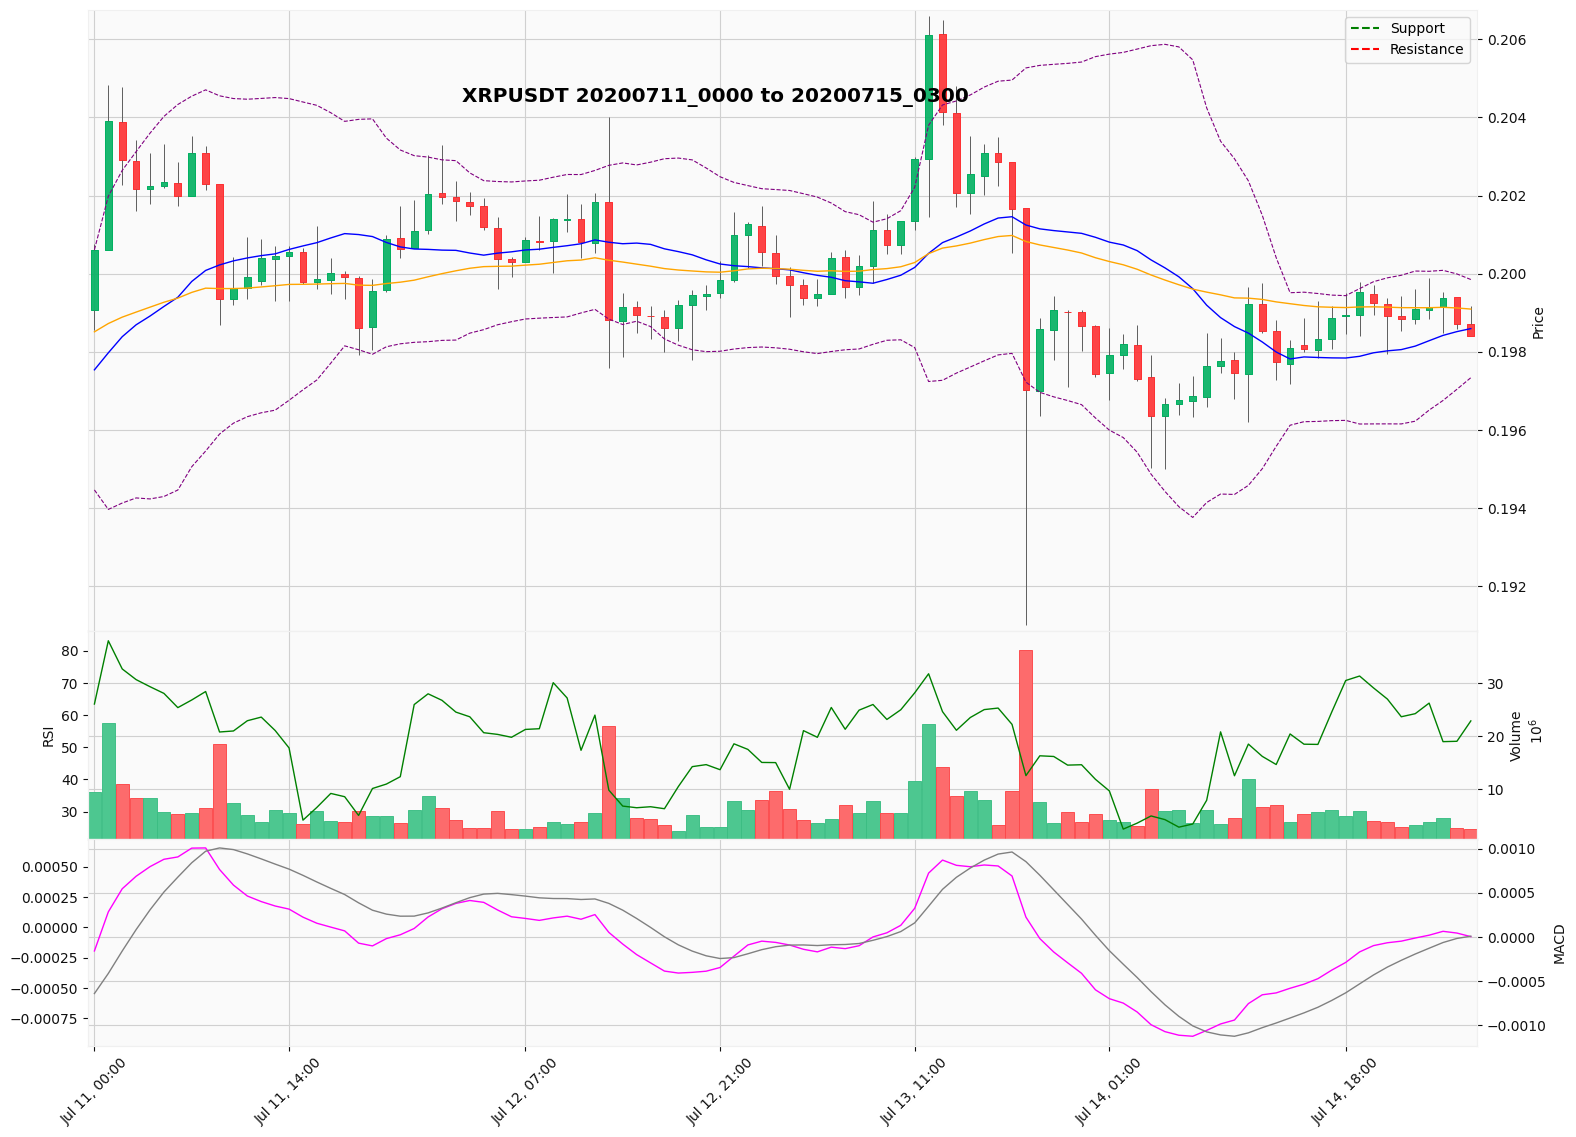 Support
Resistance
XRPUSDT 20200711_0000 to 20200715_0300
0.206
0.204
0.202
0.200
0.198
0.196
0.194
0.192
Price
80
70
60
50
40
30
RSI
30
20
10
Volume
10^6
0.00050
0.00025
0.00000
−0.00025
−0.00050
−0.00075
0.0010
0.0005
0.0000
−0.0005
−0.0010
MACD
Jul 11, 00:00
Jul 11, 14:00
Jul 12, 07:00
Jul 12, 21:00
Jul 13, 11:00
Jul 14, 01:00
Jul 14, 18:00